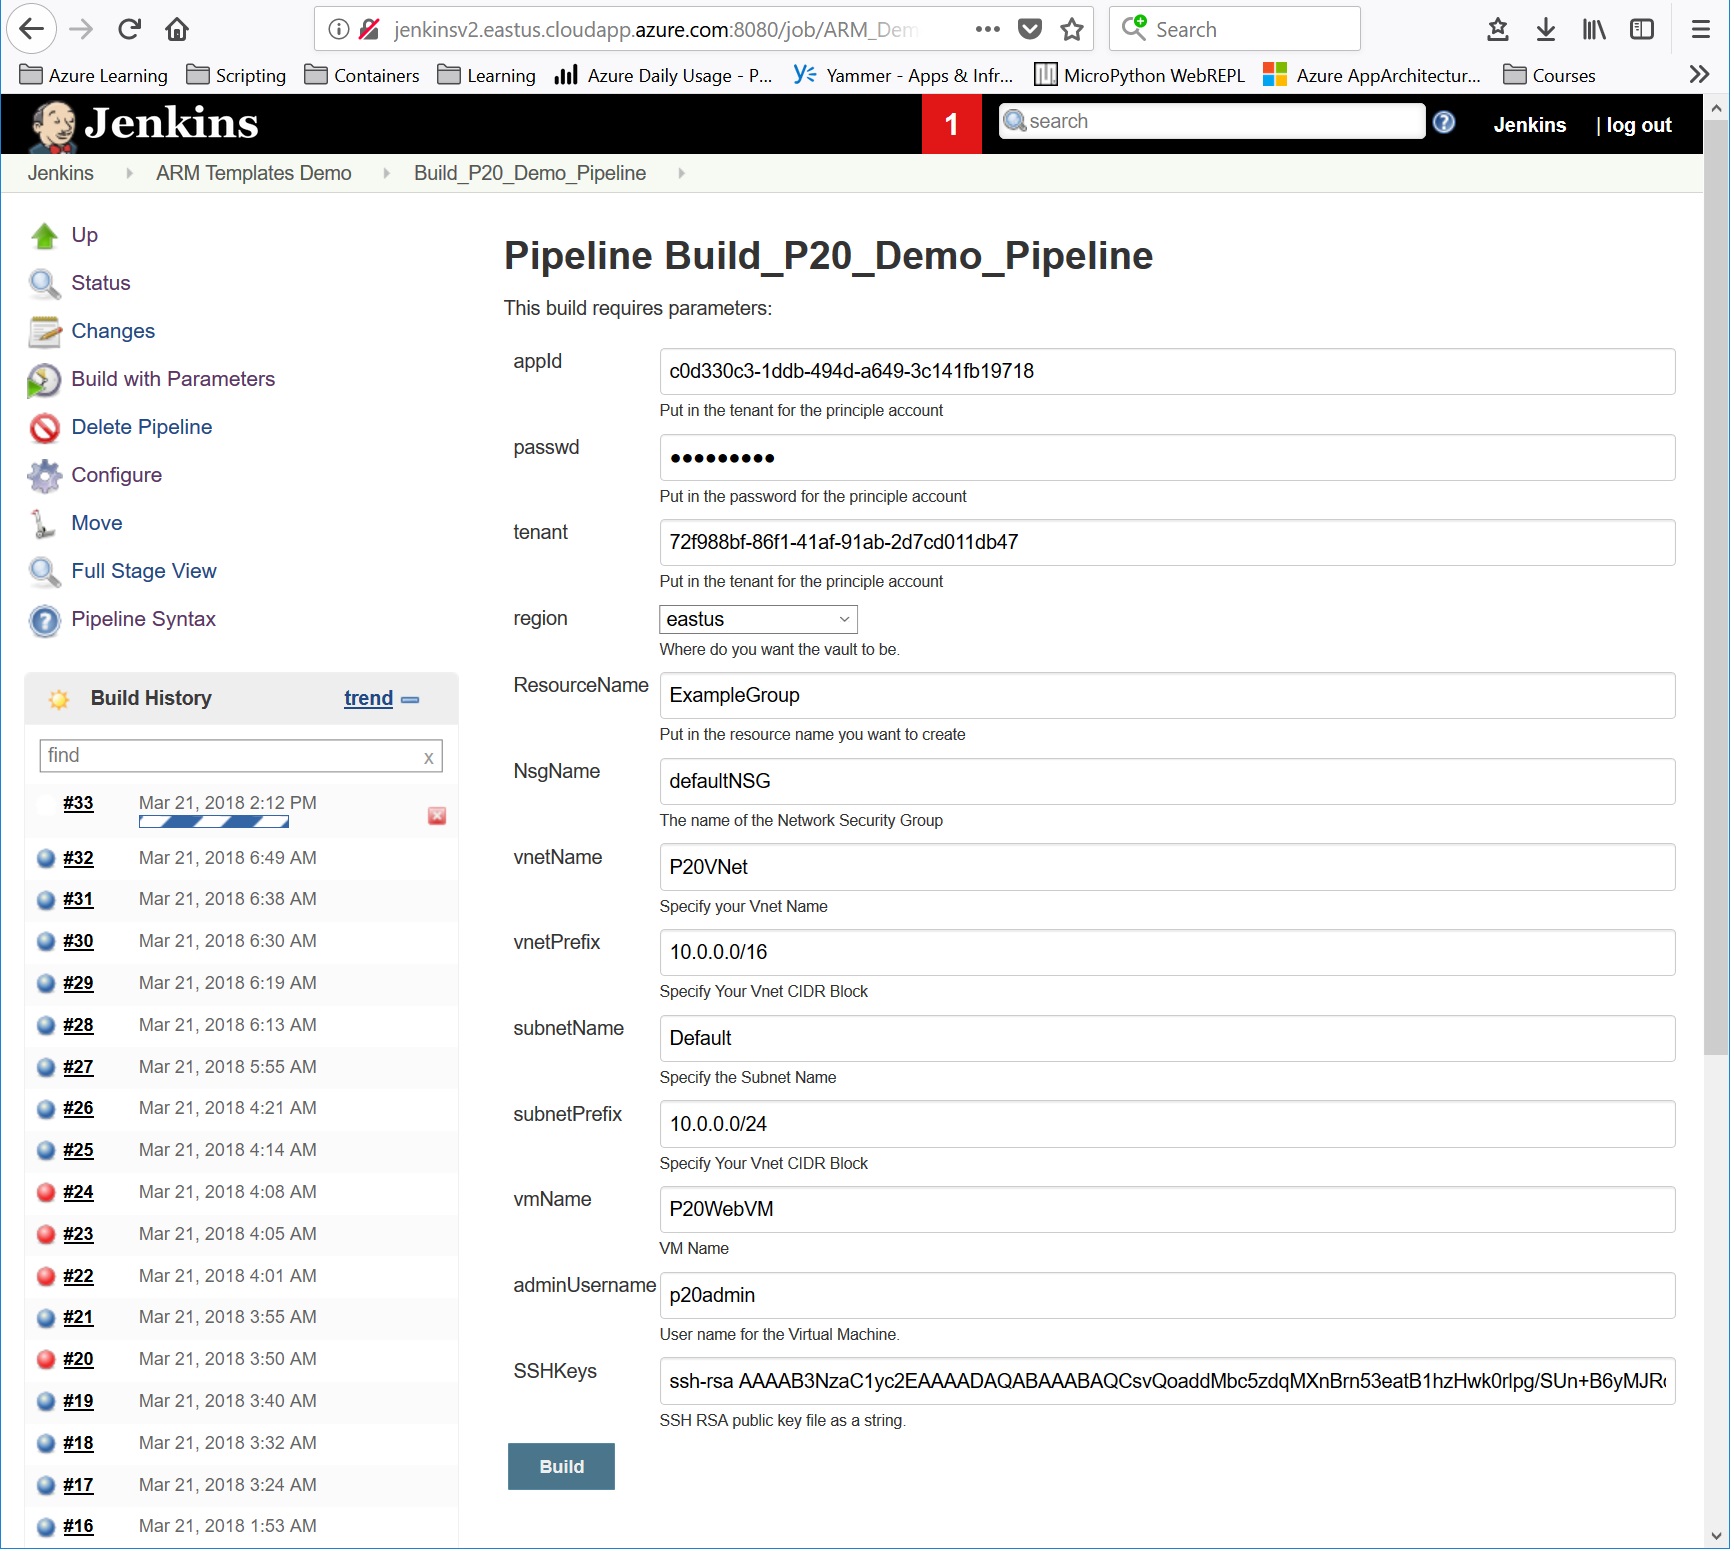 jenkinsv2.eastus.cloudapp.azure.com:8080/job/ARM_Dem
Search
Azure Learning Scripting Containers Learning Azure Daily Usage - P... Yammer - Apps & Infr... MicroPython WebREPL Azure AppArchitectur... Courses
Jenkins 1 search Jenkins | log out
Jenkins ARM Templates Demo Build_P20_Demo_Pipeline
Up
Status
Changes
Build with Parameters
Delete Pipeline
Configure
Move
Full Stage View
Pipeline Syntax
Build History trend
find x
#33 Mar 21, 2018 2:12 PM
#32 Mar 21, 2018 6:49 AM
#31 Mar 21, 2018 6:38 AM
#30 Mar 21, 2018 6:30 AM
#29 Mar 21, 2018 6:19 AM
#28 Mar 21, 2018 6:13 AM
#27 Mar 21, 2018 5:55 AM
#26 Mar 21, 2018 4:21 AM
#25 Mar 21, 2018 4:14 AM
#24 Mar 21, 2018 4:08 AM
#23 Mar 21, 2018 4:05 AM
#22 Mar 21, 2018 4:01 AM
#21 Mar 21, 2018 3:55 AM
#20 Mar 21, 2018 3:50 AM
#19 Mar 21, 2018 3:40 AM
#18 Mar 21, 2018 3:32 AM
#17 Mar 21, 2018 3:24 AM
#16 Mar 21, 2018 1:53 AM
Pipeline Build_P20_Demo_Pipeline
This build requires parameters:
appId c0d330c3-1ddb-494d-a649-3c141fb19718
Put in the tenant for the principle account
passwd •••••••••
Put in the password for the principle account
tenant 72f988bf-86f1-41af-91ab-2d7cd011db47
Put in the tenant for the principle account
region eastus
Where do you want the vault to be.
ResourceName ExampleGroup
Put in the resource name you want to create
NsgName defaultNSG
The name of the Network Security Group
vnetName P20VNet
Specify your Vnet Name
vnetPrefix 10.0.0.0/16
Specify Your Vnet CIDR Block
subnetName Default
Specify the Subnet Name
subnetPrefix 10.0.0.0/24
Specify Your Vnet CIDR Block
vmName P20WebVM
VM Name
adminUsername p20admin
User name for the Virtual Machine.
SSHKeys ssh-rsa AAAAB3NzaC1yc2EAAAADAQABAAABAQCsvQoaddMbc5zdqMXnBrn53eatB1hzHwk0rlpg/SUn+B6yMJR
SSH RSA public key file as a string.
Build